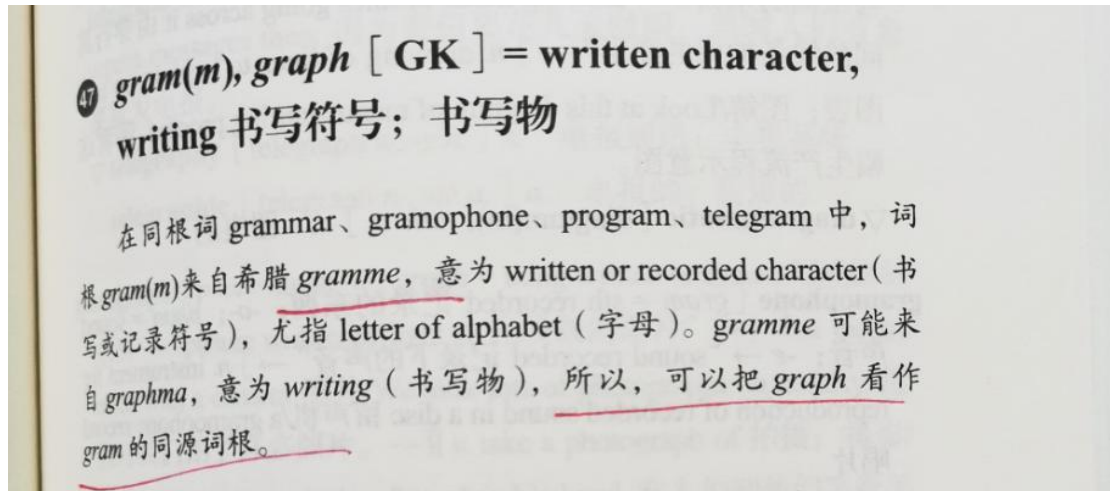 47 gram(m), graph [GK] = written character,
writing 书写符号；书写物
在同根词 grammar、gramophone、program、telegram 中，词
根 gram(m)来自希腊 gramme，意为 written or recorded character（书
写或记录符号），尤指 letter of alphabet（字母）。gramme 可能来
自 graphma，意为 writing（书写物），所以，可以把 graph 看作
gram 的同源词根。